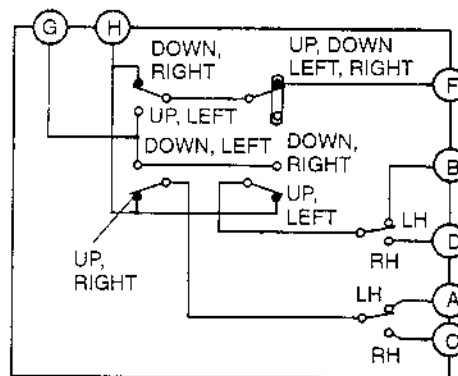 G
H
DOWN,
RIGHT
UP, DOWN
LEFT, RIGHT
F
UP, LEFT
DOWN, LEFT
DOWN,
RIGHT
B
UP,
LEFT
LH
D
RH
UP,
RIGHT
LH
A
C
RH